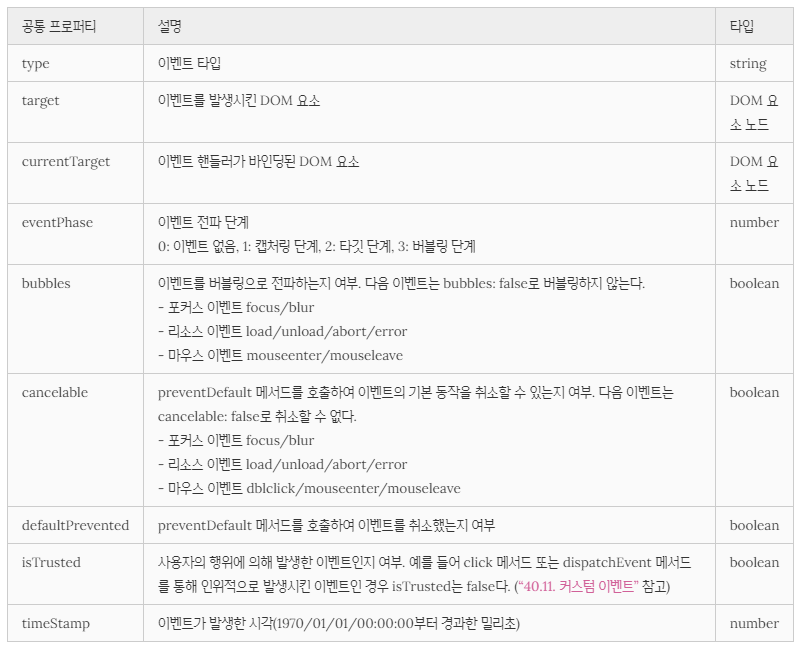 공통 프로퍼티 설명 타입
type 이벤트 타입 string
target 이벤트를 발생시킨 DOM 요소 DOM 요
소 노드
currentTarget 이벤트 핸들러가 바인딩된 DOM 요소 DOM 요
소 노드
eventPhase 이벤트 전파 단계 number
0: 이벤트 없음, 1: 캡처링 단계, 2: 타깃 단계, 3: 버블링 단계
bubbles 이벤트를 버블링으로 전파하는지 여부. 다음 이벤트는 bubbles: false로 버블링하지 않는다. boolean
- 포커스 이벤트 focus/blur
- 리소스 이벤트 load/unload/abort/error
- 마우스 이벤트 mouseenter/mouseleave
cancelable preventDefault 메서드를 호출하여 이벤트의 기본 동작을 취소할 수 있는지 여부. 다음 이벤트는 boolean
cancelable: false로 취소할 수 없다.
- 포커스 이벤트 focus/blur
- 리소스 이벤트 load/unload/abort/error
- 마우스 이벤트 dblclick/mouseenter/mouseleave
defaultPrevented preventDefault 메서드를 호출하여 이벤트를 취소했는지 여부 boolean
isTrusted 사용자의 행위에 의해 발생한 이벤트인지 여부. 예를 들어 click 메서드 또는 dispatchEvent 메서드 boolean
를 통해 인위적으로 발생시킨 이벤트인 경우 isTrusted는 false다. (“40.11. 커스텀 이벤트” 참고)
timeStamp 이벤트가 발생한 시각(1970/01/01/00:00:00부터 경과한 밀리초) number